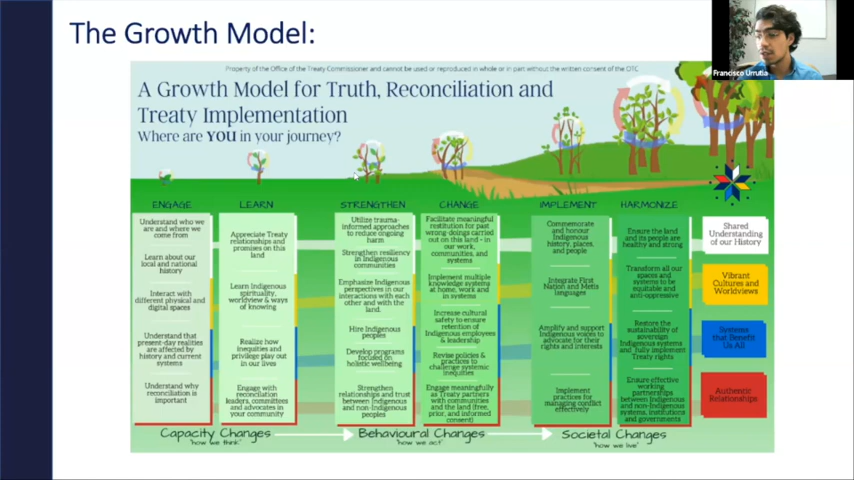 The Growth Model:
Francisco Urrutia
Property of the Office of the Treaty Commissioner and cannot be used or reproduced in whole or in part without the written consent of the OTC
A Growth Model for Truth, Reconciliation and
Treaty Implementation
Where are YOU in your journey?
ENGAGE
Understand who we
are and where we
come from
Learn about our
local and national
history
Interact with
different physical and
digital spaces
Understand that
present-day realities
are affected by
history and current
systems
Understand why
reconciliation is
important
LEARN
Appreciate Treaty
relationships and
promises on this
land
Learn Indigenous
spirituality,
worldview & ways
of knowing
Realize how
inequities and
privilege play out
in our lives
Engage with
reconciliation
leaders, committees
and advocates in your
community
STRENGTHEN
Utilize trauma-
informed approaches
to reduce ongoing
harm
Strengthen resiliency
in Indigenous
communities
Emphasize Indigenous
perspectives in our
interactions with each
other and with the
land.
Hire Indigenous
peoples
Develop programs
focused on
holistic wellbeing
Strengthen
relationships and trust
between Indigenous
and non-Indigenous
peoples
CHANGE
Facilitate meaningful
restitution for past
wrong-doings carried
out on this land - in
our work,
communities, and
systems
Implement multiple
knowledge systems
at home, work and
in systems
Increase cultural
safety to ensure
retention of
Indigenous employees
& leadership
Revise policies &
practices to
challenge systemic
inequities
Engage meaningfully
as Treaty partners
with communities
and the land (free,
prior, and informed
consent)
IMPLEMENT
Commemorate
and honour
Indigenous
history, places,
and people
Integrate First
Nation and Metis
languages
Amplify and support
Indigenous voices to
advocate for their
rights and interests
Implement
practices for
managing conflict
effectively
HARMONIZE
Ensure the land
and its people are
healthy and strong
Transform all our
spaces and
systems to be
equitable and
anti-oppressive
Restore the
sustainability of
sovereign
Indigenous systems
and fully implement
Treaty rights
Ensure effective
working
partnerships
between Indigenous
and non-Indigenous
systems, institutions
and governments
Shared
Understanding
of our History
Vibrant
Cultures and
Worldviews
Systems
that Benefit
Us All
Authentic
Relationships
Capacity Changes
"how we think"
Behavioural Changes
"how we act"
Societal Changes
"how we live"